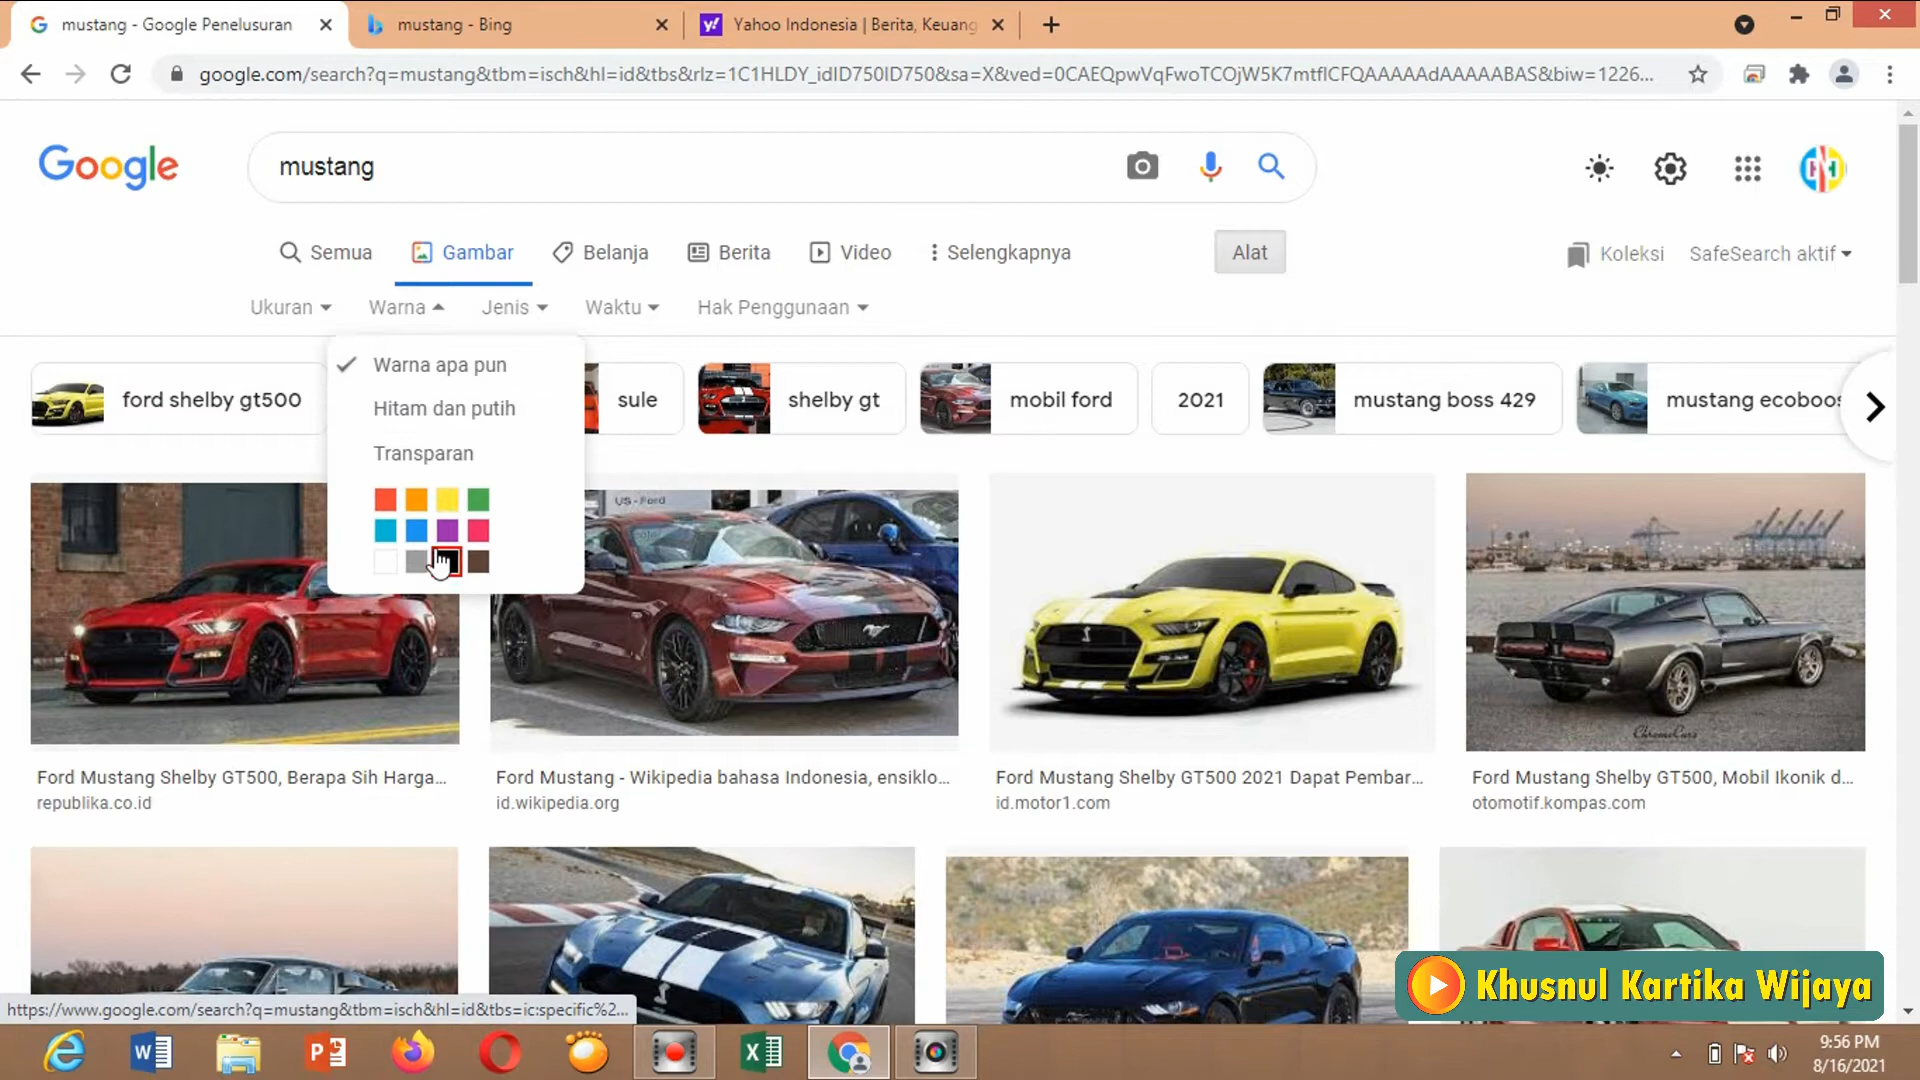 mustang - Google Penelusuran
mustang - Bing
Yahoo Indonesia | Berita, Keuang
google.com/search?q=mustang&tbm=isch&hl=id&tbs&rlz=1C1HLDY_idID750ID750&sa=X&ved=0CAEQpwVqFwoTCOjW5K7mtfICFQAAAAAdAAAAABAS&biw=1226...
Google
mustang
Semua
Gambar
Belanja
Berita
Video
Selengkapnya
Alat
Koleksi
SafeSearch aktif
Ukuran
Warna
Jenis
Waktu
Hak Penggunaan
Warna apa pun
Hitam dan putih
Transparan
ford shelby gt500
sule
shelby gt
mobil ford
2021
mustang boss 429
mustang ecoboos
US - Ford
ChromeCars
Ford Mustang Shelby GT500, Berapa Sih Harga...
republika.co.id
Ford Mustang - Wikipedia bahasa Indonesia, ensiklo...
id.wikipedia.org
Ford Mustang Shelby GT500 2021 Dapat Pembar...
id.motor1.com
Ford Mustang Shelby GT500, Mobil Ikonik d...
otomotif.kompas.com
Khusnul Kartika Wijaya
https://www.google.com/search?q=mustang&tbm=isch&hl=id&tbs=ic:specific%2...
9:56 PM
8/16/2021